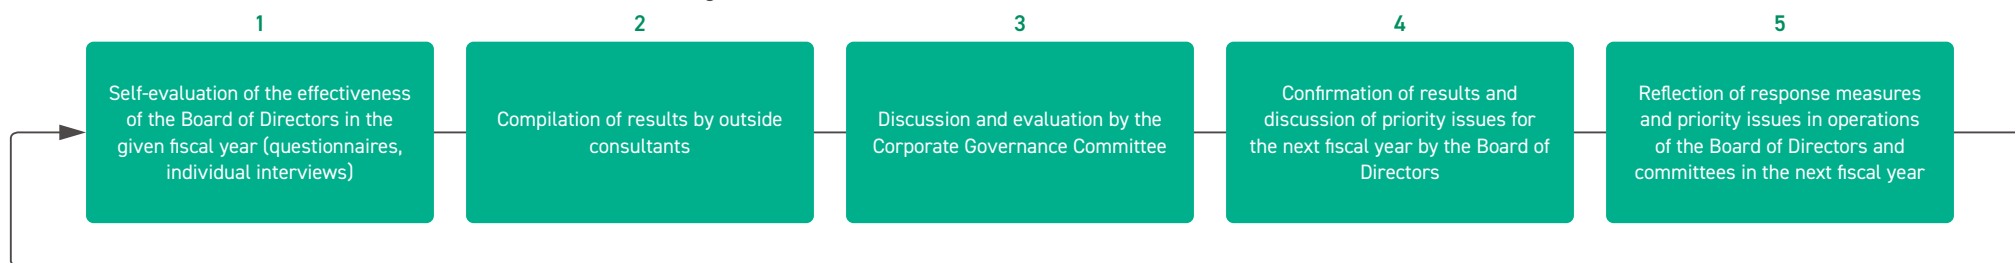 1
Self-evaluation of the effectiveness
of the Board of Directors in the
given fiscal year (questionnaires,
individual interviews)
2
Compilation of results by outside
consultants
3
Discussion and evaluation by the
Corporate Governance Committee
4
Confirmation of results and
discussion of priority issues for
the next fiscal year by the Board of
Directors
5
Reflection of response measures
and priority issues in operations
of the Board of Directors and
committees in the next fiscal year